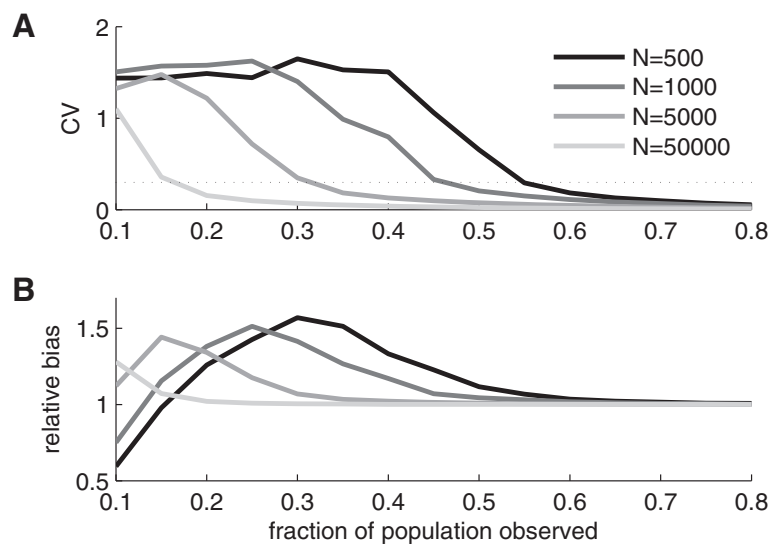 A
2
1
0
CV
N=500
N=1000
N=5000
N=50000
0.1 0.2 0.3 0.4 0.5 0.6 0.7 0.8
B
1.5
1
0.5
relative bias
0.1 0.2 0.3 0.4 0.5 0.6 0.7 0.8
fraction of population observed